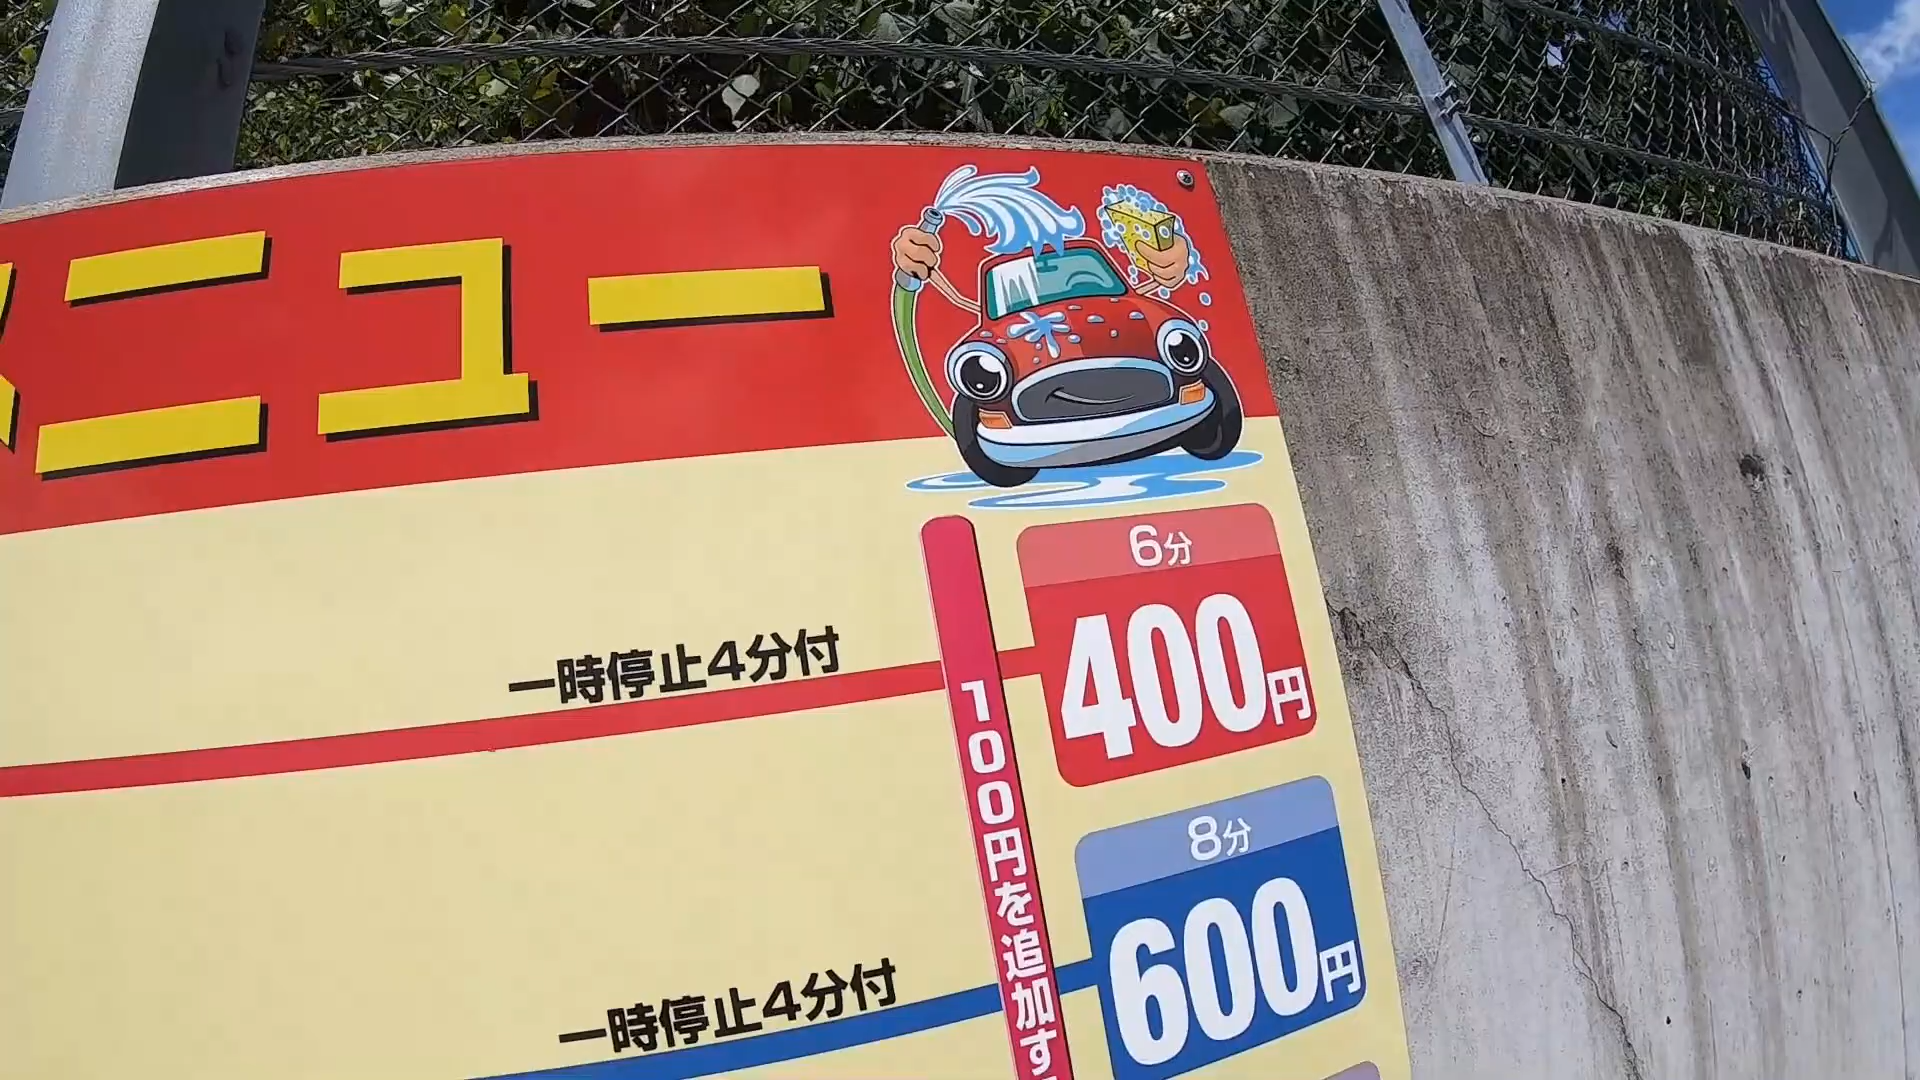 メニュー
6分
一時停止4分付
400円
8分
一時停止4分付
600円
100円を追加す